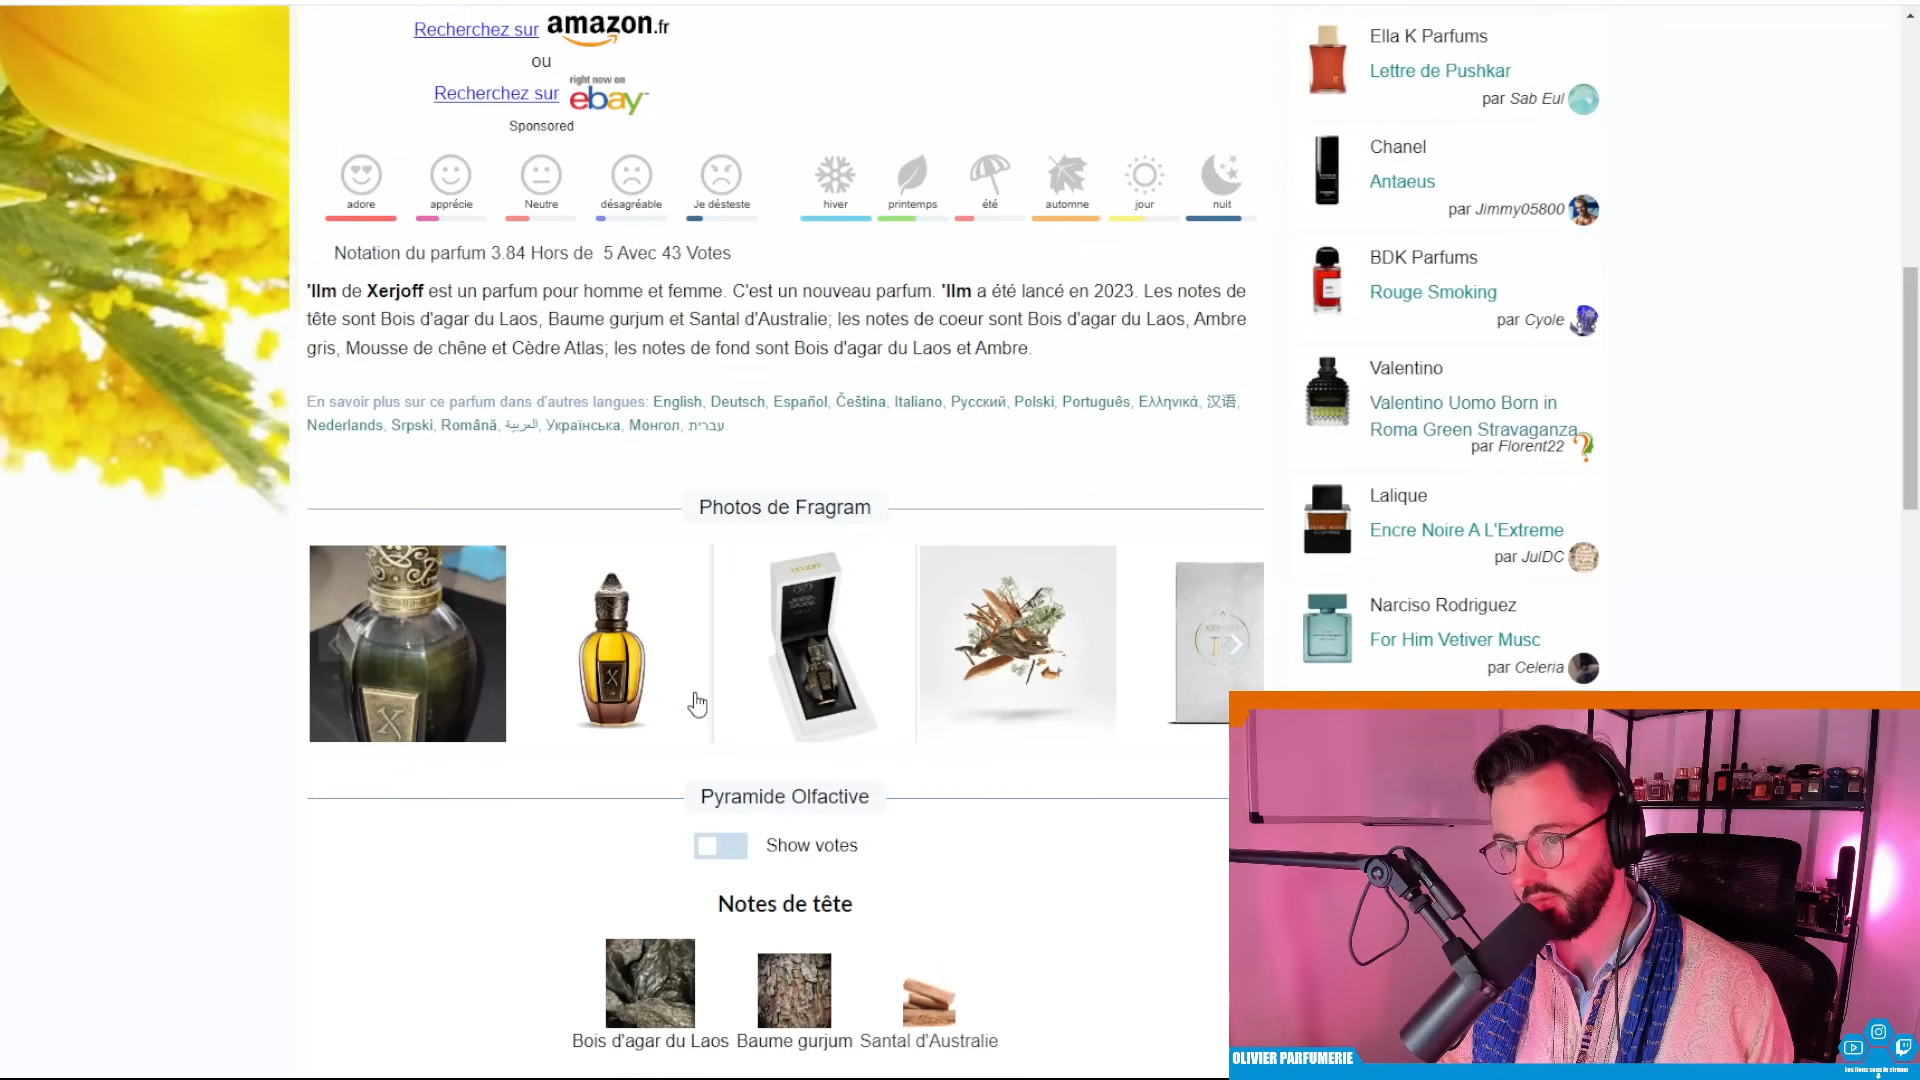 Recherchez sur amazon.fr
ou
Recherchez sur right now on ebay
Sponsored
adore
apprécie
Neutre
désagréable
Je désteste
hiver
printemps
été
automne
jour
nuit
Notation du parfum 3.84 Hors de 5 Avec 43 Votes
'Ilm de Xerjoff est un parfum pour homme et femme. C'est un nouveau parfum. 'Ilm a été lancé en 2023. Les notes de
tête sont Bois d'agar du Laos, Baume gurjum et Santal d'Australie; les notes de coeur sont Bois d'agar du Laos, Ambre
gris, Mousse de chêne et Cèdre Atlas; les notes de fond sont Bois d'agar du Laos et Ambre.
En savoir plus sur ce parfum dans d'autres langues: English, Deutsch, Español, Čeština, Italiano, Русский, Polski, Português, Ελληνικά, 汉语,
Nederlands, Srpski, Română, العربية, Українська, Монгол, עברית.
Photos de Fragram
X
X
Pyramide Olfactive
Show votes
Notes de tête
Bois d'agar du Laos
Baume gurjum
Santal d'Australie
Ella K Parfums
Lettre de Pushkar
par Sab Eul
Chanel
Antaeus
par Jimmy05800
BDK Parfums
Rouge Smoking
par Cyole
Valentino
Valentino Uomo Born in
Roma Green Stravaganza
par Florent22
Lalique
Encre Noire A L'Extreme
par JulDC
Narciso Rodriguez
For Him Vetiver Musc
par Celeria
OLIVIER PARFUMERIE
Les liens sous le stream